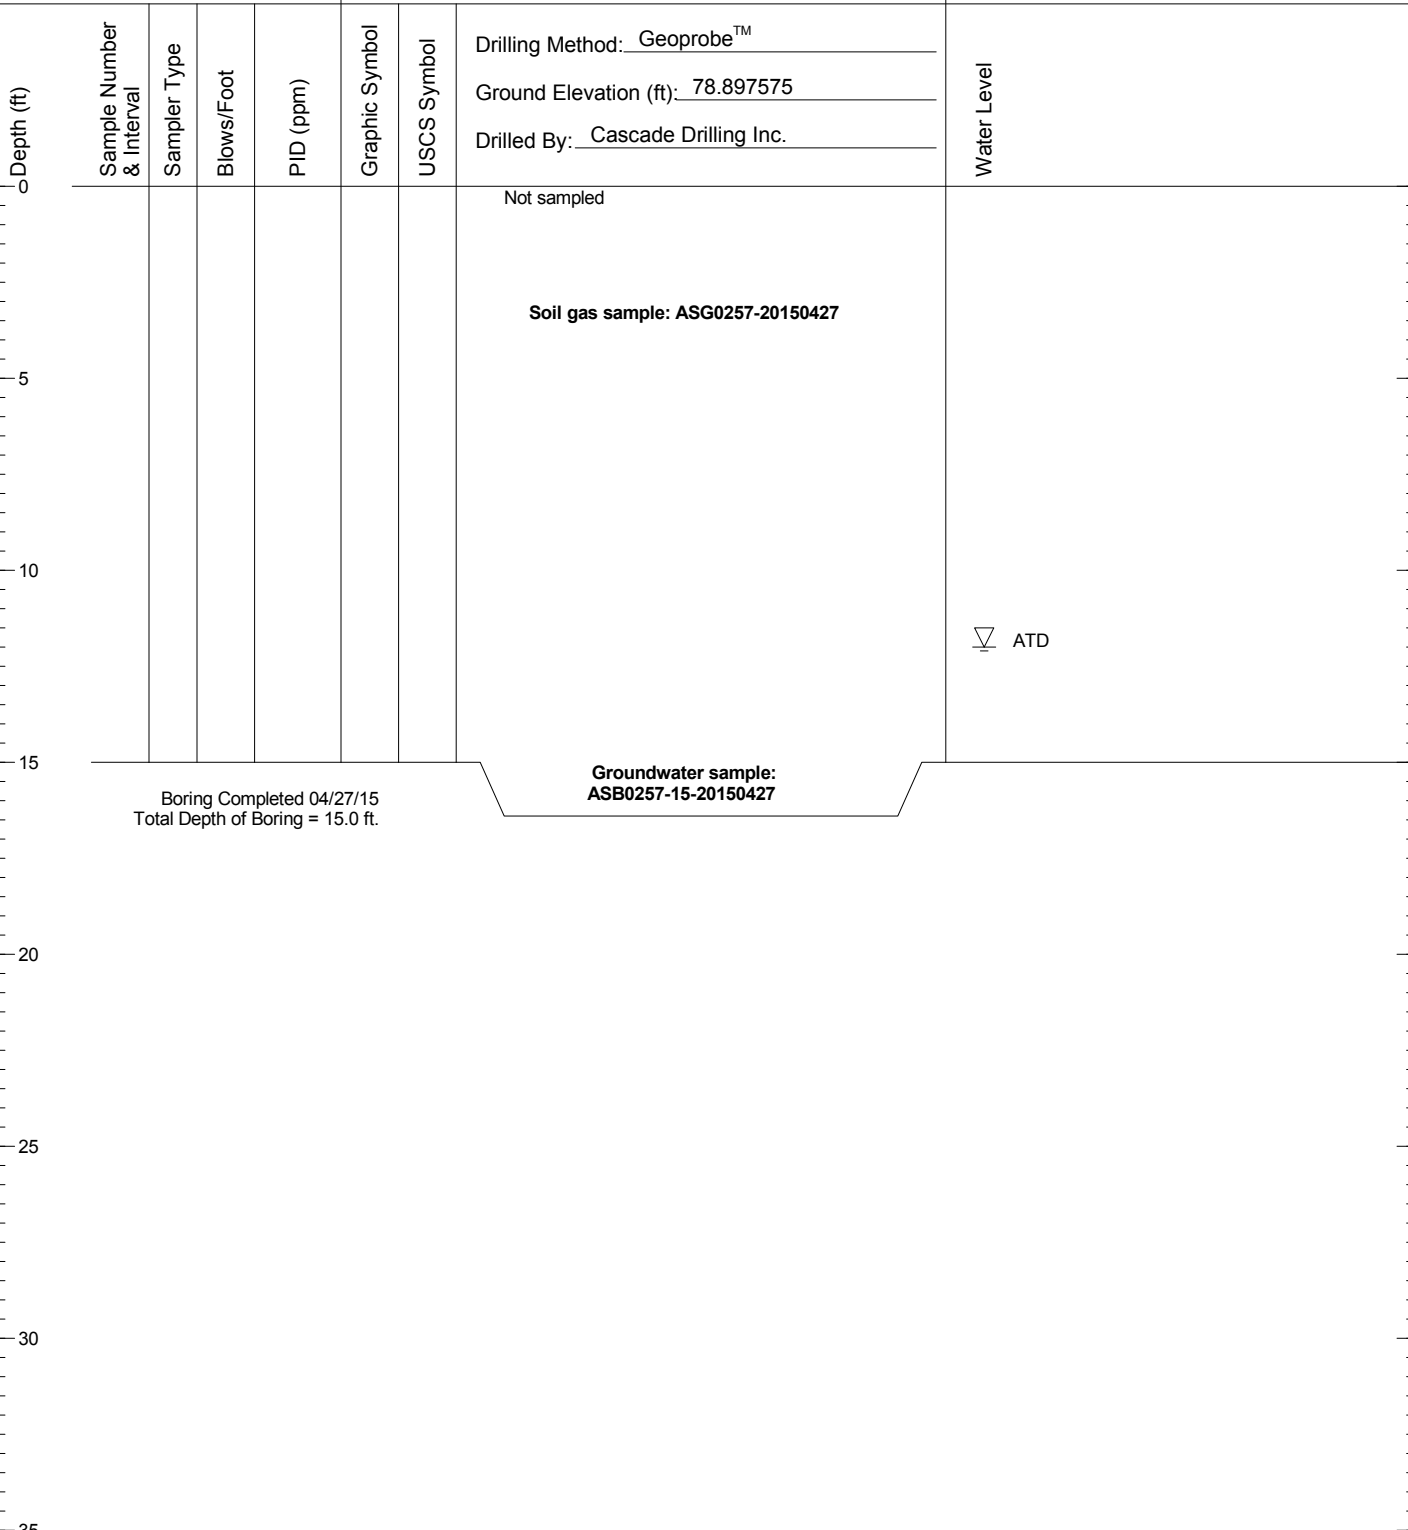 Depth (ft)
Sample Number
& Interval
Sampler Type
Blows/Foot
PID (ppm)
Graphic Symbol
USCS Symbol
Drilling Method: Geoprobe™
Ground Elevation (ft): 78.897575
Drilled By: Cascade Drilling Inc.
Water Level
0
Not sampled
Soil gas sample: ASG0257-20150427
5
10
ATD
15
Groundwater sample:
ASB0257-15-20150427
Boring Completed 04/27/15
Total Depth of Boring = 15.0 ft.
20
25
30
35